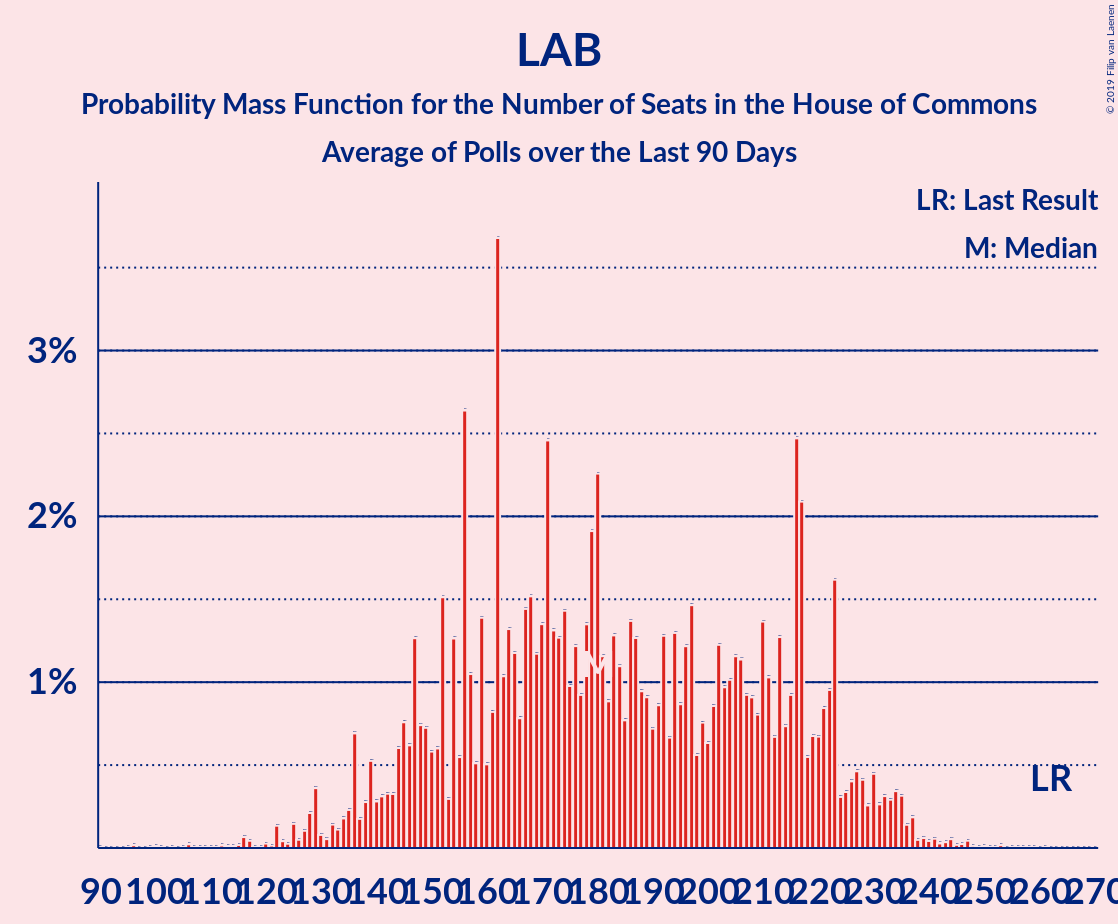 LAB
Probability Mass Function for the Number of Seats in the House of Commons
Average of Polls over the Last 90 Days
© 2019 Filip van Laenen
LR: Last Result
M: Median
3%
2%
1%
M
LR
90 100 110 120 130 140 150 160 170 180 190 200 210 220 230 240 250 260 270